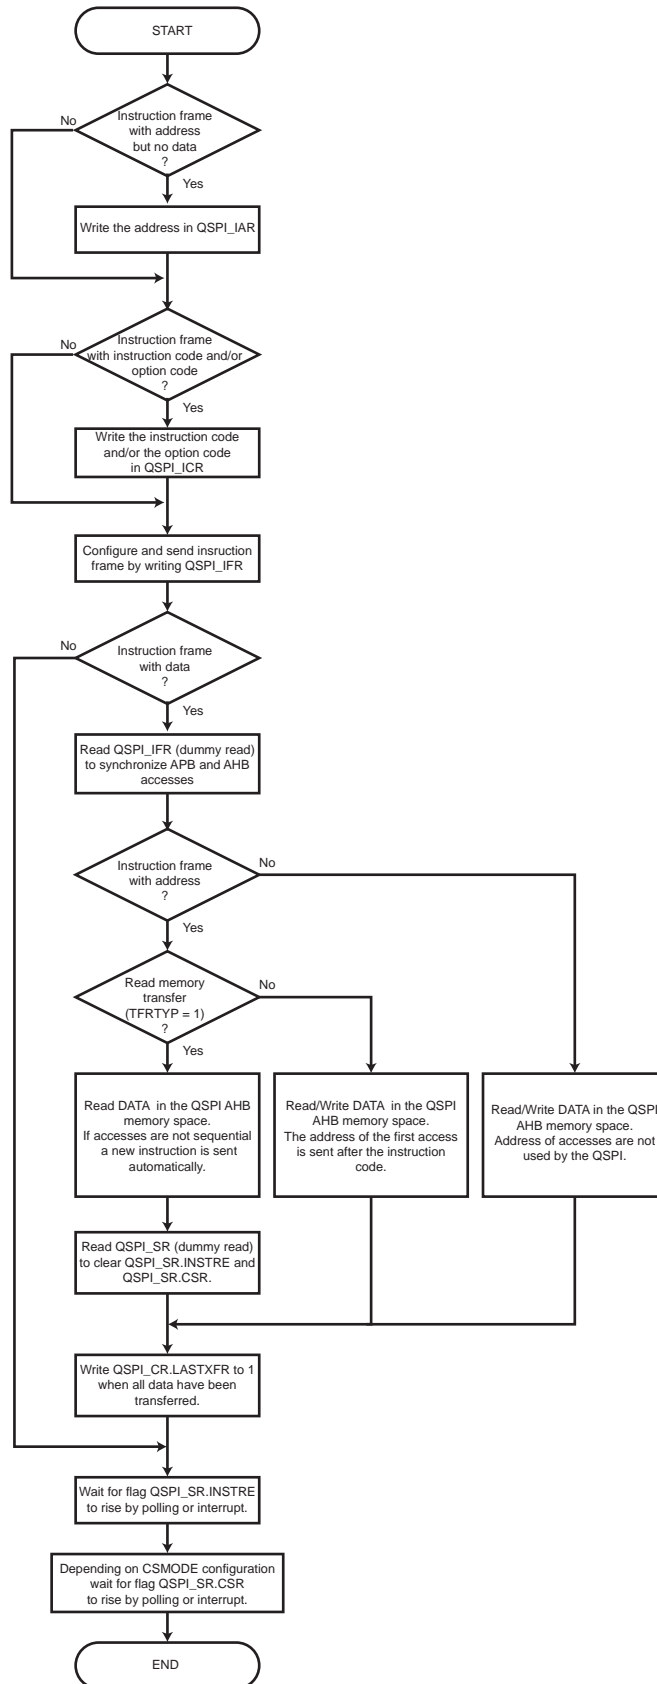 START
No
Instruction frame
with address
but no data
?
Yes
Write the address in QSPI_IAR
No
Instruction frame
with instruction code and/or
option code
?
Yes
Write the instruction code
and/or the option code
in QSPI_ICR
Configure and send insruction
frame by writing QSPI_IFR
No
Instruction frame
with data
?
Yes
Read QSPI_IFR (dummy read)
to synchronize APB and AHB
accesses
Instruction frame
with address
?
No
Yes
Read memory
transfer
(TFRTYP = 1)
?
No
Yes
Read DATA in the QSPI AHB
memory space.
If accesses are not sequential
a new instruction is sent
automatically.
Read/Write DATA in the QSPI
AHB memory space.
The address of the first access
is sent after the instruction
code.
Read/Write DATA in the QSPI
AHB memory space.
Address of accesses are not
used by the QSPI.
Read QSPI_SR (dummy read)
to clear QSPI_SR.INSTRE and
QSPI_SR.CSR.
Write QSPI_CR.LASTXFR to 1
when all data have been
transferred.
Wait for flag QSPI_SR.INSTRE
to rise by polling or interrupt.
Depending on CSMODE configuration
wait for flag QSPI_SR.CSR
to rise by polling or interrupt.
END